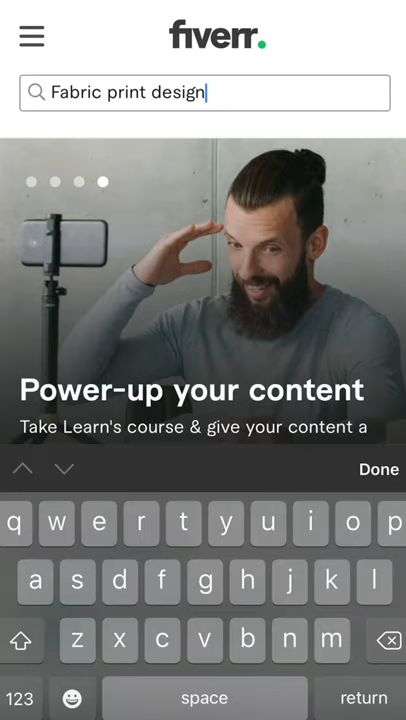 fiverr.
Fabric print design
Power-up your content
Take Learn's course & give your content a
Done
q w e r t y u i o p
a s d f g h j k l
z x c v b n m
123 space return